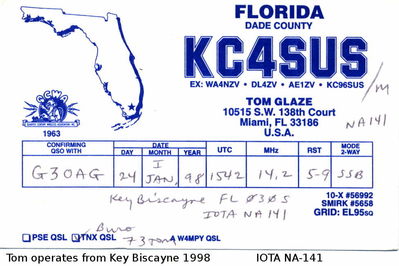 FLORIDA
DADE COUNTY
KC4SUS /M
EX: WA4NZV • DL4ZV • AE1ZV • KC96SUS
TOM GLAZE
10515 S.W. 138th Court
Miami, FL 33186
U.S.A.
NA141
QCWA
1963
CONFIRMING QSO WITH DATE UTC MHz RST MODE 2-WAY
DAY MONTH YEAR
G3OAG 24 I JAN, 98 1542 14,2 5-9 SSB
Key Biscayne FL 0305
IOTA NA141
10-X #56992
SMIRK #5658
GRID: EL95sq
Buro
PSE QSL TNX QSL A W4MPY QSL
73 Tom
Tom operates from Key Biscayne 1998 IOTA NA-141